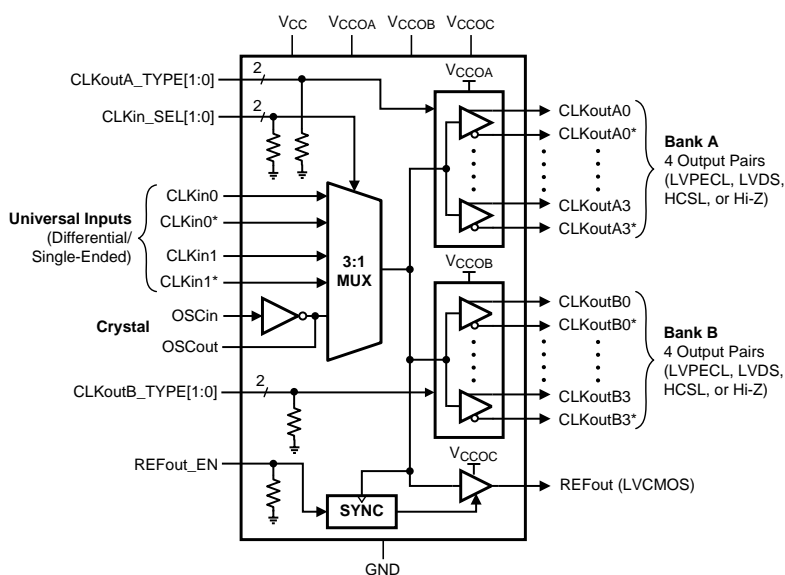 VCC VCCOA VCCOB VCCOC
CLKoutA_TYPE[1:0]
2
VCCOA
CLKin_SEL[1:0]
2
CLKoutA0
CLKoutA0*
Bank A
4 Output Pairs
(LVPECL, LVDS,
HCSL, or Hi-Z)
CLKoutA3
CLKoutA3*
Universal Inputs
(Differential/
Single-Ended)
CLKin0
CLKin0*
CLKin1
CLKin1*
3:1
MUX
VCCOB
Crystal
OSCin
OSCout
CLKoutB0
CLKoutB0*
Bank B
4 Output Pairs
(LVPECL, LVDS,
HCSL, or Hi-Z)
CLKoutB3
CLKoutB3*
CLKoutB_TYPE[1:0]
2
REFout_EN
VCCOC
REFout (LVCMOS)
SYNC
GND